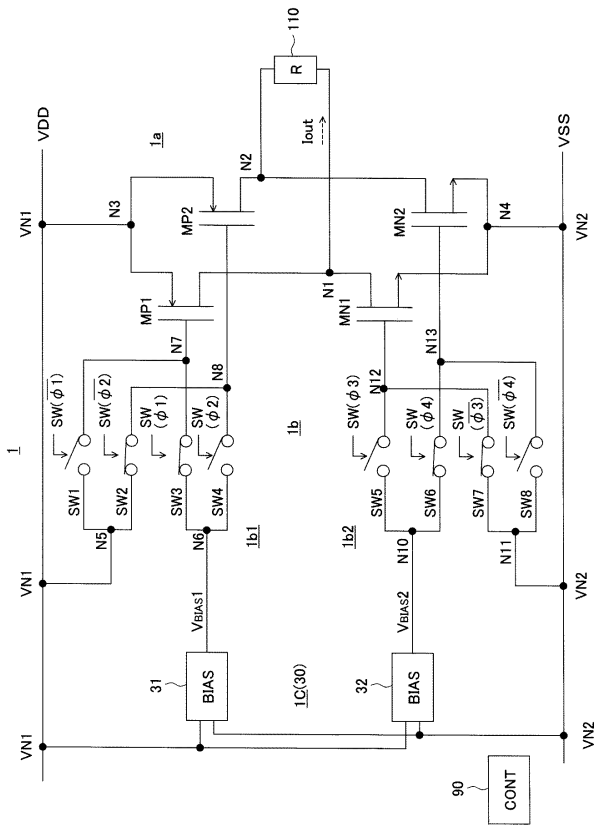 1
VDD
VN1
VN1
VN1
N3
1a
MP1
MP2
N2
110
R
Iout
N1
N7
N8
SW(φ1)‾
SW(φ2)‾
SW
(φ1)
SW
(φ2)
SW1
SW2
SW3
SW4
N5
N6
1b1
1b
VBIAS1
31
BIAS
1C(30)
MN1
MN2
N4
N12
N13
SW(φ3)
SW
(φ4)
SW
(φ3)‾
SW(φ4)‾
SW5
SW6
SW7
SW8
N10
N11
1b2
VBIAS2
32
BIAS
VSS
VN2
VN2
VN2
90
CONT